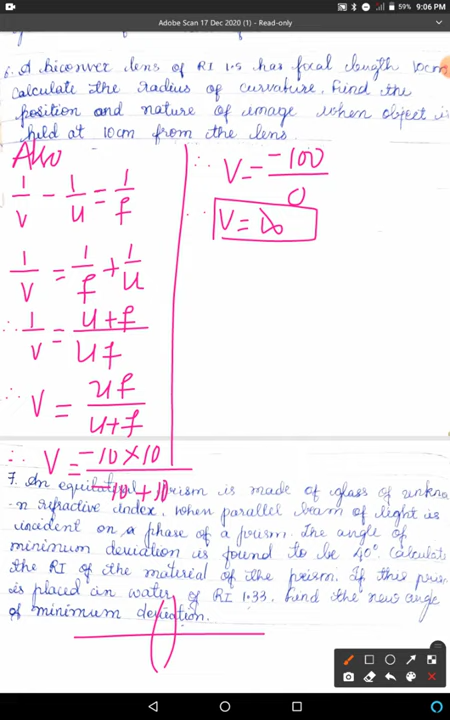 59% 9:06 PM
Adobe Scan 17 Dec 2020 (1) - Read-only
6. A biconvex lens of RI 1.5 has focal length 10cm
calculate the radius of curvature. Find the
position and nature of image when object is
held at 10cm from the lens.
Also
1/v - 1/u = 1/f
1/v = 1/f + 1/u
∴ 1/v = u+f/uf
∴ V = uf/u+f
∴ V = -10×10/-10+10
∴ V = -100/0
∴ V = ∞
7. An equilateral prism is made of glass of unkno
-n refractive index, when parallel beam of light is
incident on a phase of a prism. The angle of
minimum deviation is found to be 40°. Calculate
the RI of the material of the prism. If this pris
is placed in water of RI 1.33, find the new angle
of minimum deviation.